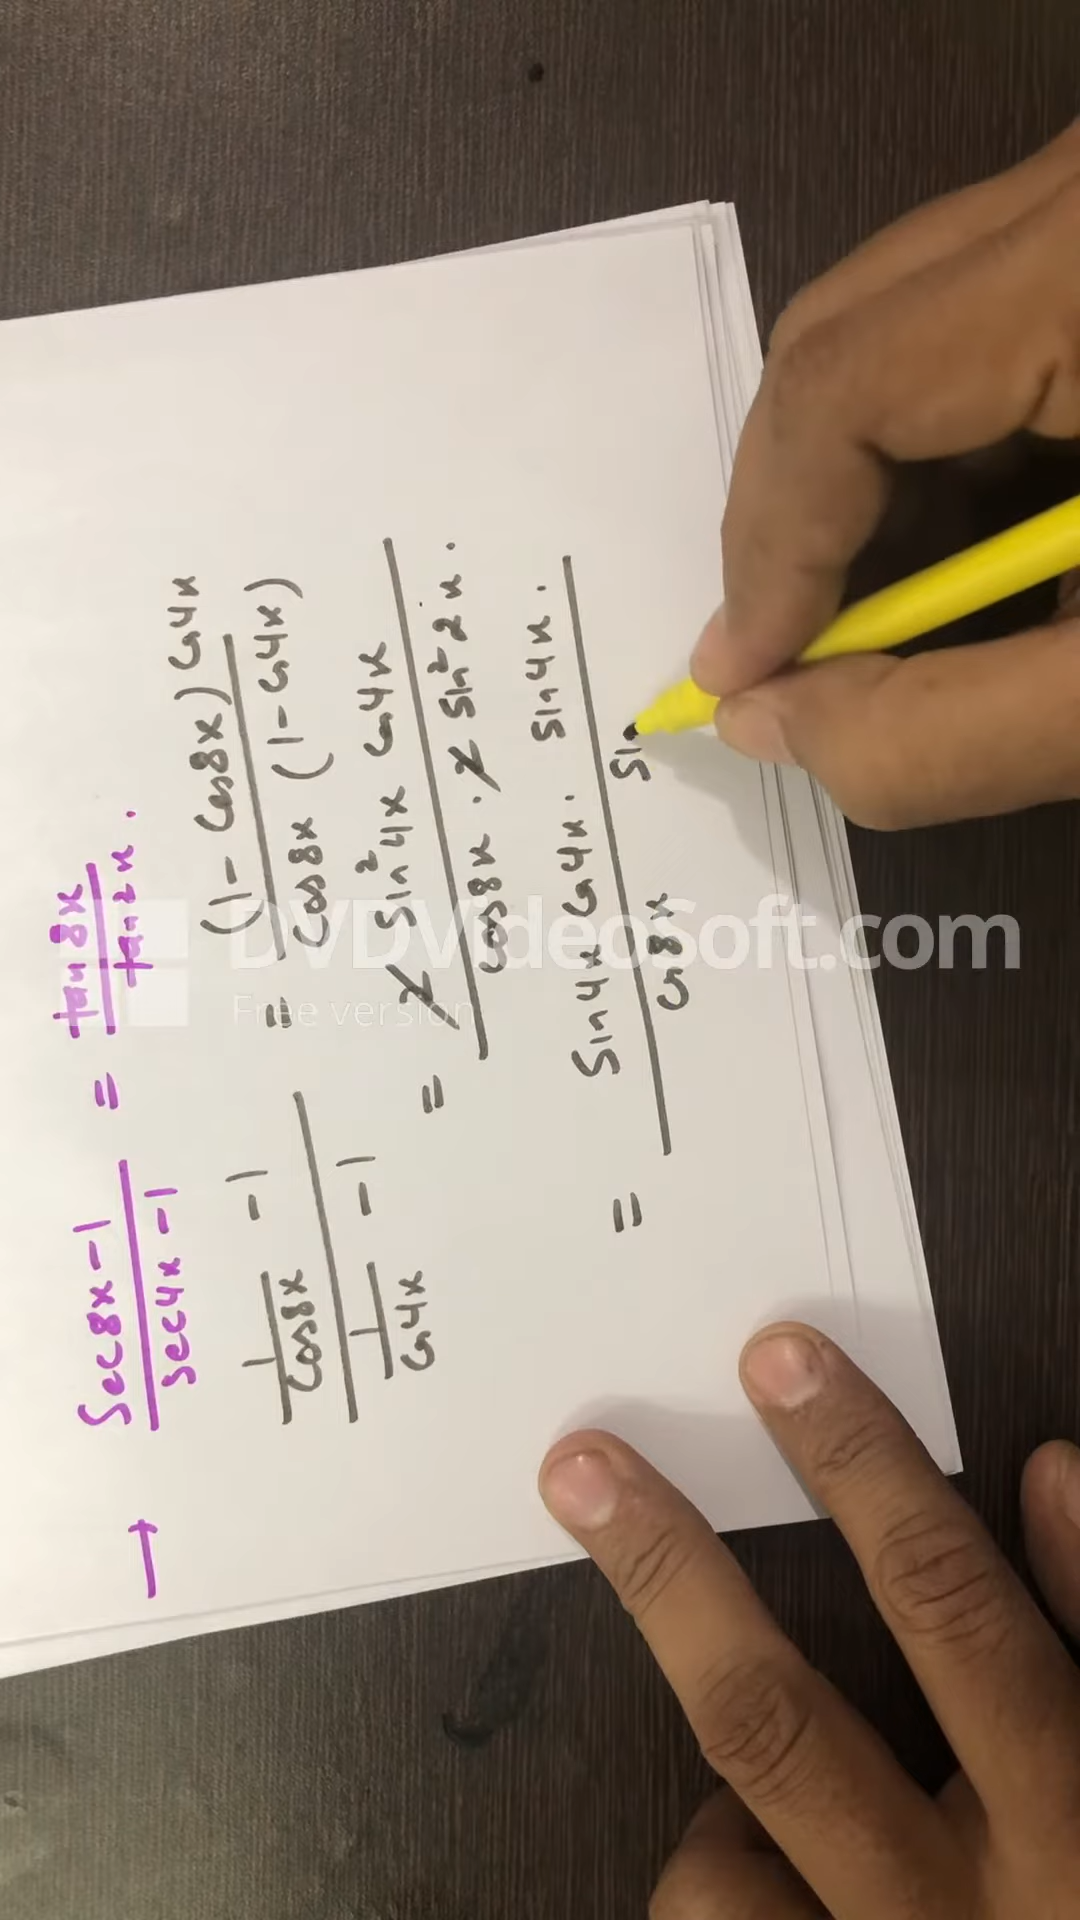 → sec8x-1 / sec4x-1 = tan8x / tan2x.
1/cos8x -1 / 1/cos4x -1 = (1-cos8x) cos4x / cos8x (1-cos4x)
= 2 sin²4x cos4x / cos8x . 2 sin²2x.
= sin4x cos4x. sin4x. / cos8x sin
DVDVideoSoft.com
Free version